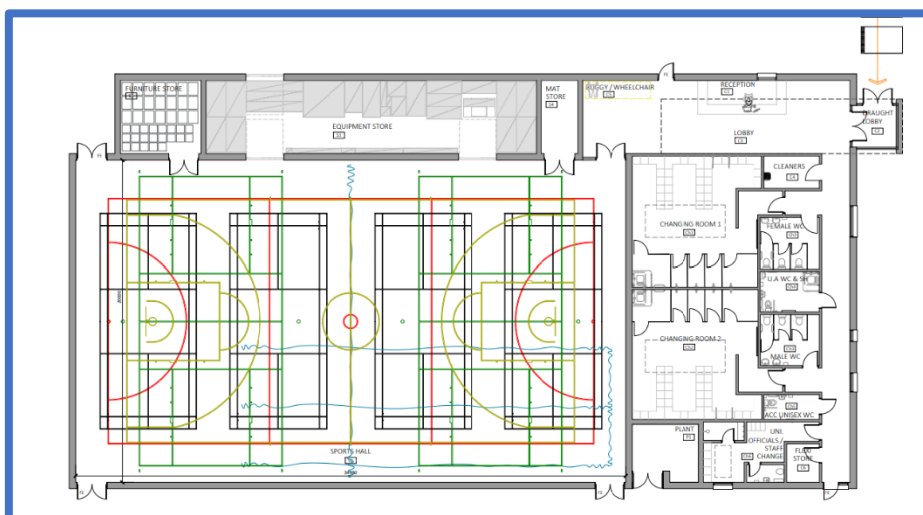 FURNITURE STORE
EQUIPMENT STORE
MAT
STORE
BUGGY / WHEELCHAIR
RECEPTION
LOBBY
DRAUGHT
LOBBY
CLEANERS
CHANGING ROOM 1
FEMALE WC
U.A WC & SH
CHANGING ROOM 2
MALE WC
ACC UNISEX WC
PLANT
UNI.
OFFICIALS /
STAFF
CHANGE
FLEXI
STORE
SPORTS HALL